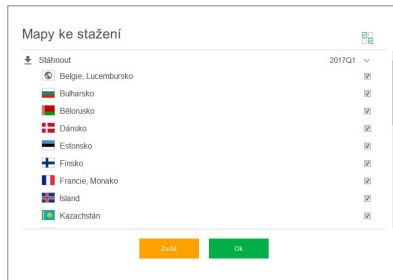 Mapy ke stažení
Stáhnout 2017Q1
Belgie, Lucembursko
Bulharsko
Bělorusko
Dánsko
Estonsko
Finsko
Francie, Monako
Island
Kazachstán
Zrušit Ok